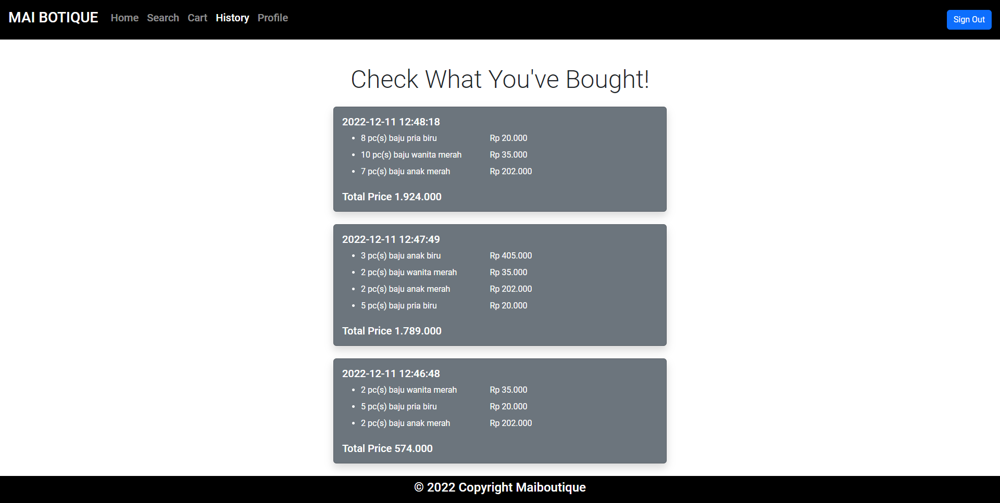 MAI BOTIQUE Home Search Cart History Profile Sign Out
Check What You've Bought!
2022-12-11 12:48:18
• 8 pc(s) baju pria biru Rp 20.000
• 10 pc(s) baju wanita merah Rp 35.000
• 7 pc(s) baju anak merah Rp 202.000
Total Price 1.924.000
2022-12-11 12:47:49
• 3 pc(s) baju anak biru Rp 405.000
• 2 pc(s) baju wanita merah Rp 35.000
• 2 pc(s) baju anak merah Rp 202.000
• 5 pc(s) baju pria biru Rp 20.000
Total Price 1.789.000
2022-12-11 12:46:48
• 2 pc(s) baju wanita merah Rp 35.000
• 5 pc(s) baju pria biru Rp 20.000
• 2 pc(s) baju anak merah Rp 202.000
Total Price 574.000
© 2022 Copyright Maiboutique